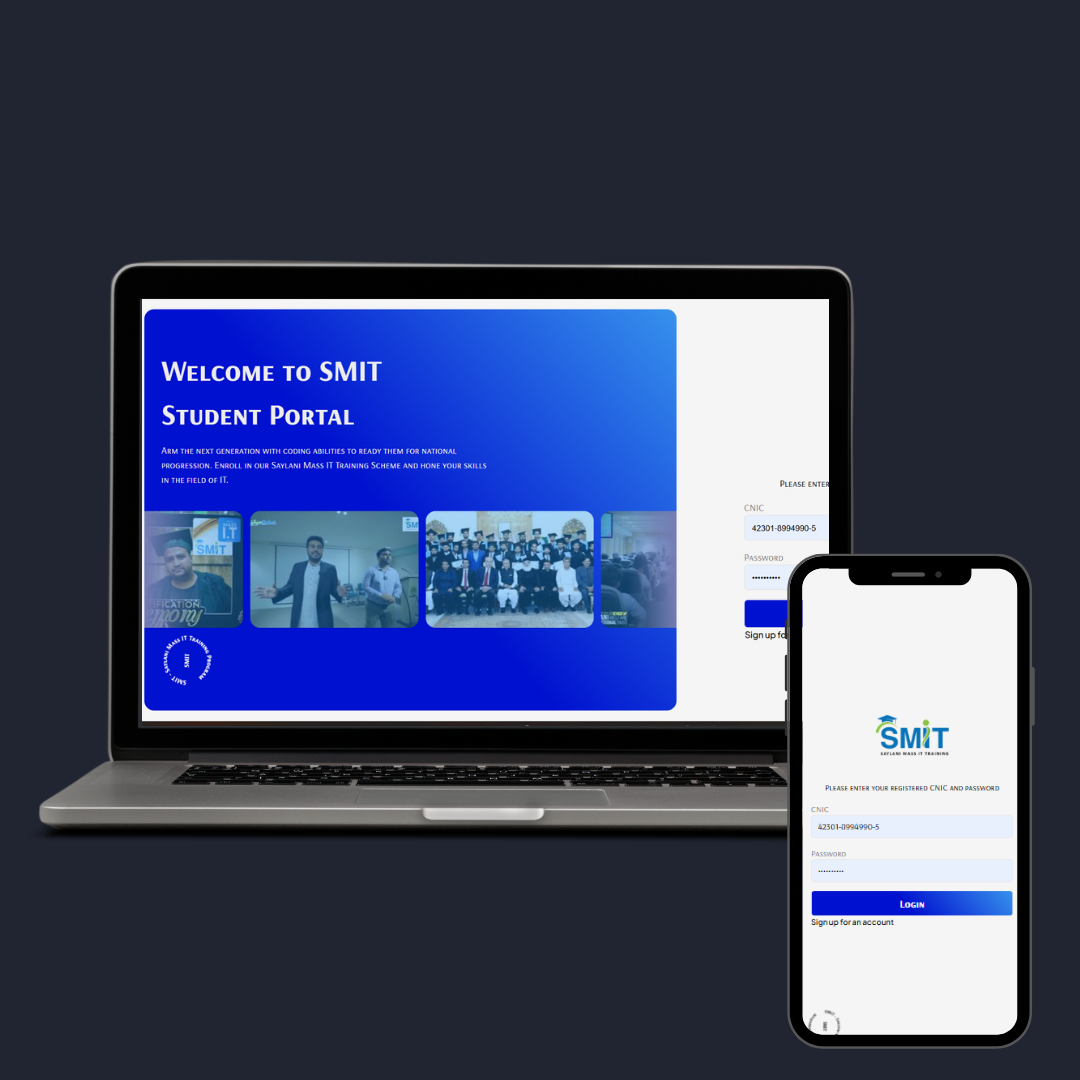 Welcome to SMIT
Student Portal
Arm the next generation with coding abilities to ready them for national
progression. Enroll in our Saylani Mass IT Training Scheme and hone your skills
in the field of IT.
MASS
I.T
SMIT
SM
SMIT - Saylani Mass IT Training Program
SMIT
Please enter
CNIC
42301-8994990-5
Password
••••••••••
Sign up fo
SMIT
SAYLANI MASS IT TRAINING
Please enter your registered CNIC and password
CNIC
42301-8994990-5
Password
••••••••••
Login
Sign up for an account